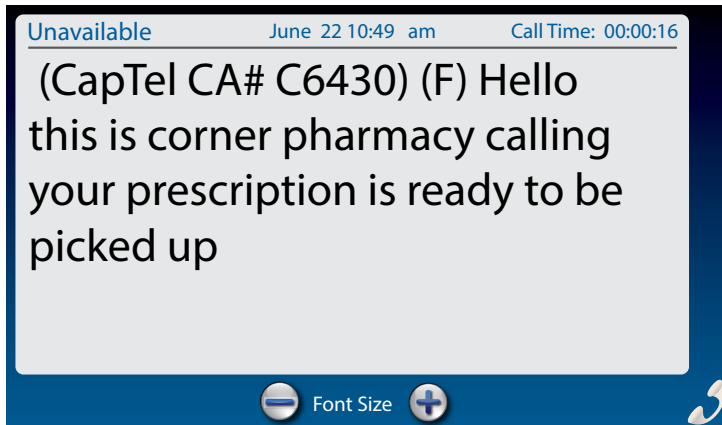 Unavailable June 22 10:49 am Call Time: 00:00:16
(CapTel CA# C6430) (F) Hello
this is corner pharmacy calling
your prescription is ready to be
picked up
Font Size